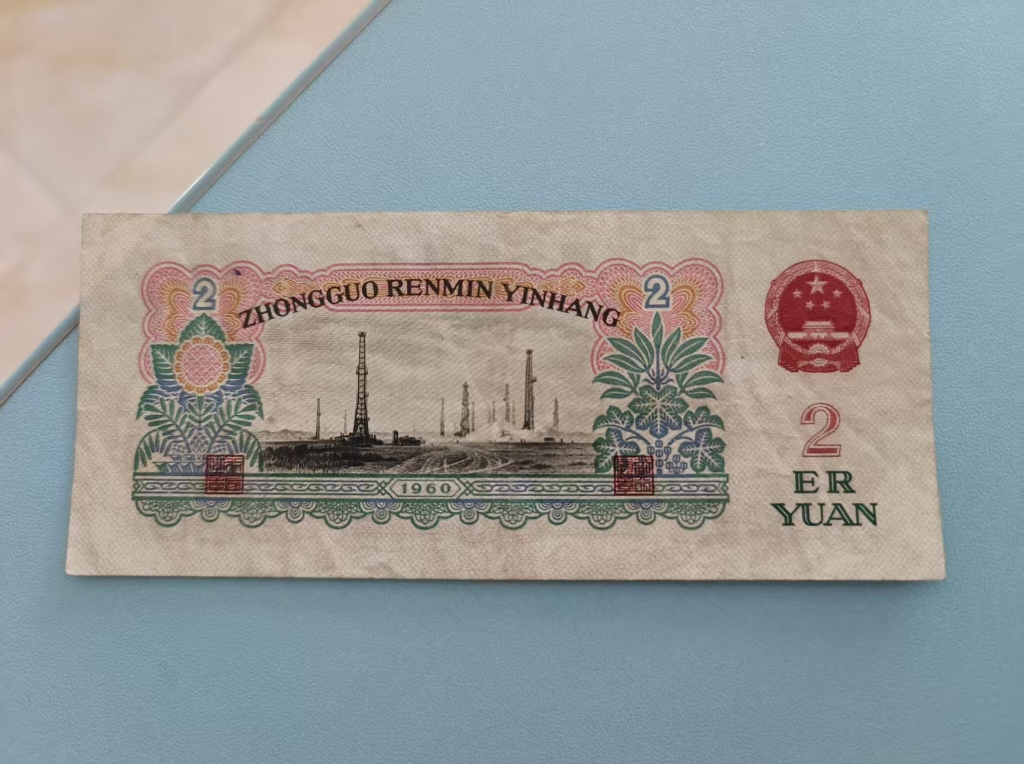 2
2
ZHONGGUO RENMIN YINHANG
1960
2
ER
YUAN